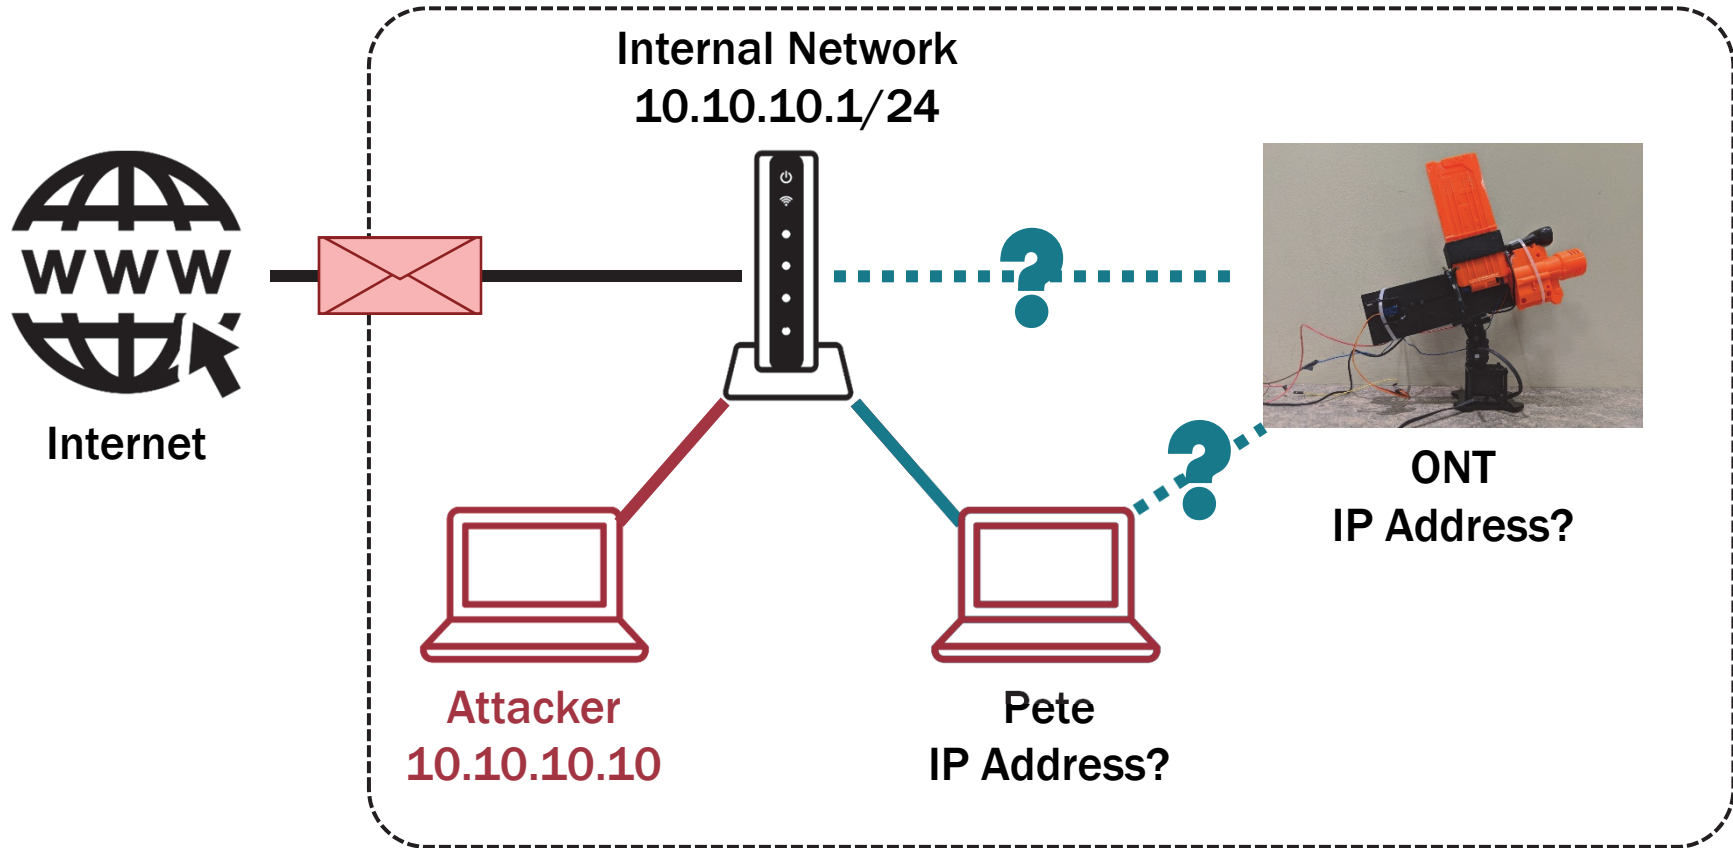 Internal Network
10.10.10.1/24
WWW
Internet
?
?
ONT
IP Address?
Attacker
10.10.10.10
Pete
IP Address?